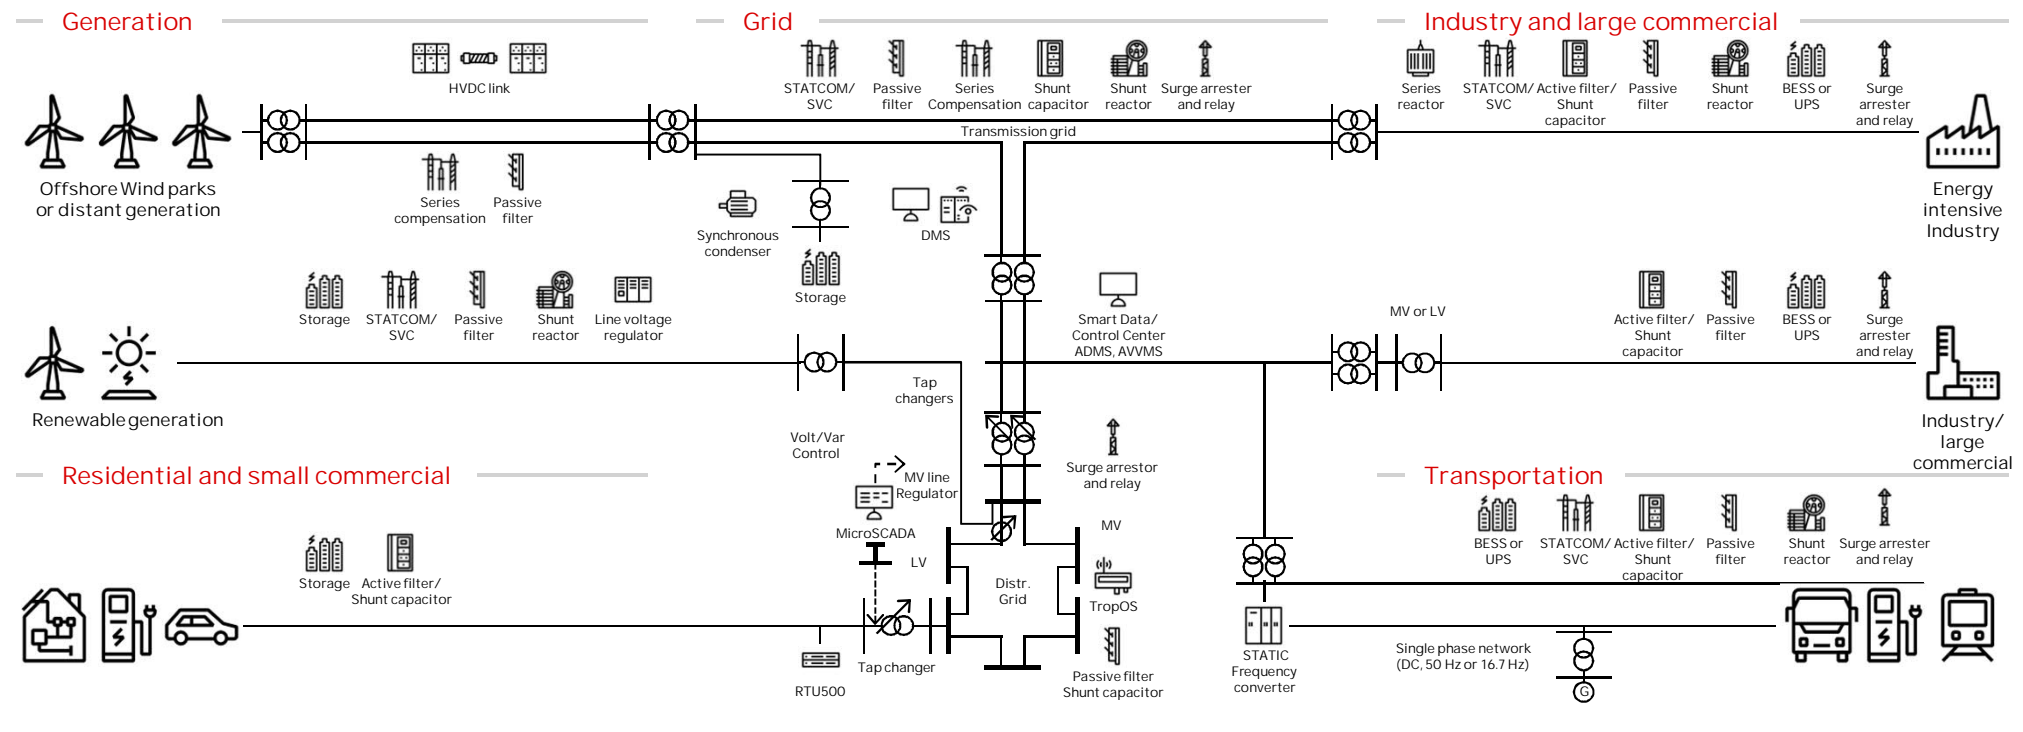 Generation
Grid
Industry and large commercial
HVDC link
STATCOM/
SVC
Passive
filter
Series
Compensation
Shunt
capacitor
Shunt
reactor
Surge arrester
and relay
Series
reactor
STATCOM/
SVC
Active filter/
Shunt
capacitor
Passive
filter
Shunt
reactor
BESS or
UPS
Surge
arrester
and relay
Transmission grid
Offshore Wind parks
or distant generation
Series
compensation
Passive
filter
Synchronous
condenser
Storage
DMS
Energy
intensive
Industry
Storage
STATCOM/
SVC
Passive
filter
Shunt
reactor
Line voltage
regulator
Smart Data/
Control Center
ADMS, AVVMS
MV or LV
Active filter/
Shunt
capacitor
Passive
filter
BESS or
UPS
Surge
arrester
and relay
Renewable generation
Tap
changers
Industry/
large
commercial
Volt/Var
Control
MV line
Regulator
MicroSCADA
Surge arrestor
and relay
Residential and small commercial
Transportation
BESS or
UPS
STATCOM/
SVC
Active filter/
Shunt
capacitor
Passive
filter
Shunt
reactor
Surge arrester
and relay
Storage
Active filter/
Shunt capacitor
LV
MV
Distr.
Grid
TropOS
Tap changer
RTU500
Passive filter
Shunt capacitor
STATIC
Frequency
converter
Single phase network
(DC, 50 Hz or 16.7 Hz)
G